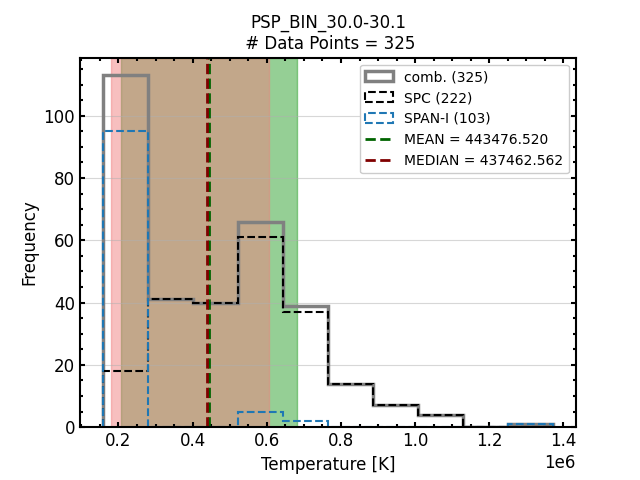 PSP_BIN_30.0-30.1
# Data Points = 325
comb. (325)
SPC (222)
SPAN-I (103)
MEAN = 443476.520
MEDIAN = 437462.562
Frequency
100
80
60
40
20
0
0.2 0.4 0.6 0.8 1.0 1.2 1.4
1e6
Temperature [K]